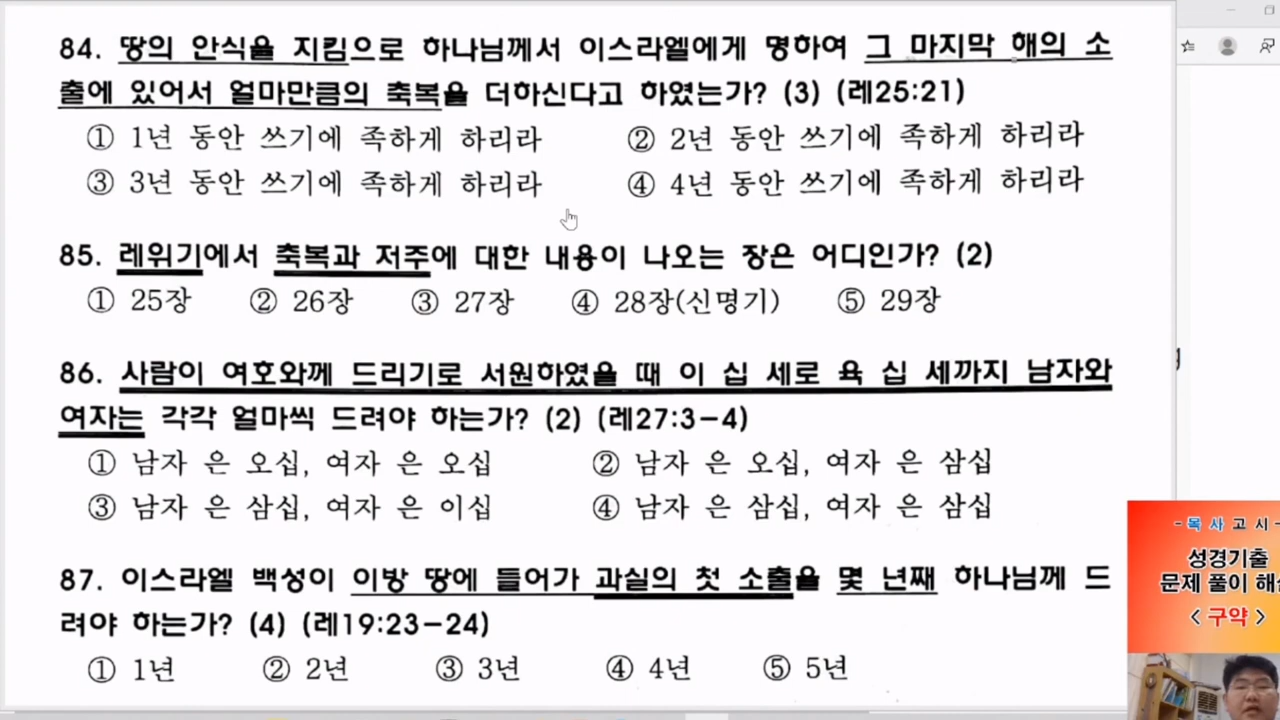 84. 땅의 안식을 지킴으로 하나님께서 이스라엘에게 명하여 그 마지막 해의 소
출에 있어서 얼마만큼의 축복을 더하신다고 하였는가? (3) (레25:21)
① 1년 동안 쓰기에 족하게 하리라 ② 2년 동안 쓰기에 족하게 하리라
③ 3년 동안 쓰기에 족하게 하리라 ④ 4년 동안 쓰기에 족하게 하리라
85. 레위기에서 축복과 저주에 대한 내용이 나오는 장은 어디인가? (2)
① 25장 ② 26장 ③ 27장 ④ 28장(신명기) ⑤ 29장
86. 사람이 여호와께 드리기로 서원하였을 때 이 십 세로 육 십 세까지 남자와
여자는 각각 얼마씩 드려야 하는가? (2) (레27:3-4)
① 남자 은 오십, 여자 은 오십 ② 남자 은 오십, 여자 은 삼십
③ 남자 은 삼십, 여자 은 이십 ④ 남자 은 삼십, 여자 은 삼십
87. 이스라엘 백성이 이방 땅에 들어가 과실의 첫 소출을 몇 년째 하나님께 드
려야 하는가? (4) (레19:23-24)
① 1년 ② 2년 ③ 3년 ④ 4년 ⑤ 5년
- 목 사 고 시 -
성경기출
문제 풀이 해
< 구약 >